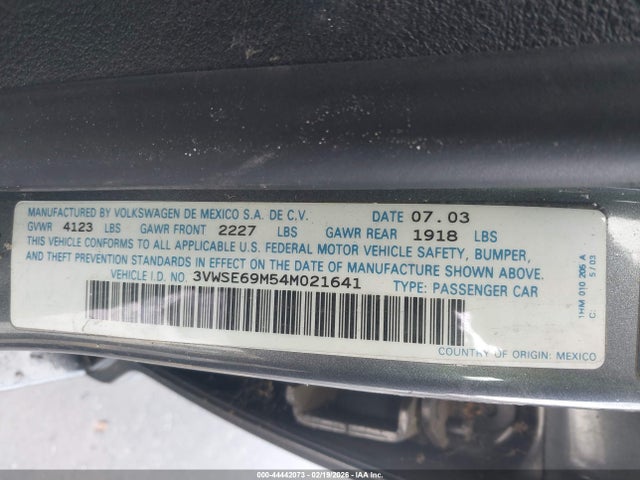 MANUFACTURED BY VOLKSWAGEN DE MEXICO S.A. DE C.V. DATE 07.03
GVWR 4123 LBS GAWR FRONT 2227 LBS GAWR REAR 1918 LBS
THIS VEHICLE CONFORMS TO ALL APPLICABLE U.S. FEDERAL MOTOR VEHICLE SAFETY, BUMPER,
AND THEFT PREVENTION STANDARDS IN EFFECT ON THE DATE OF MANUFACTURE SHOWN ABOVE.
VEHICLE I.D. NO. 3VWSE69M54M021641 TYPE: PASSENGER CAR
COUNTRY OF ORIGIN: MEXICO
1HM 010 205 A
C. 5/03
000-44442073 - 02/19/2026 - IAAI Branch